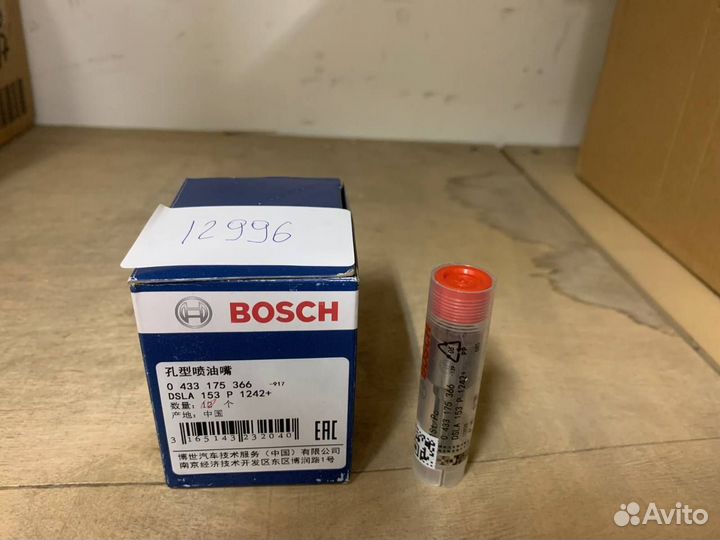 12996
BOSCH
孔型喷油嘴
0 433 175 366 -917
DSLA 153 P 1242+
数量: 个
产地: 中国
3 165143 232040
EAC
博世汽车技术服务（中国）有限公司
南京经济技术开发区东区博润路1号
BOSCH
0 433 175 366
DSLA 153 P 1242+
Avito